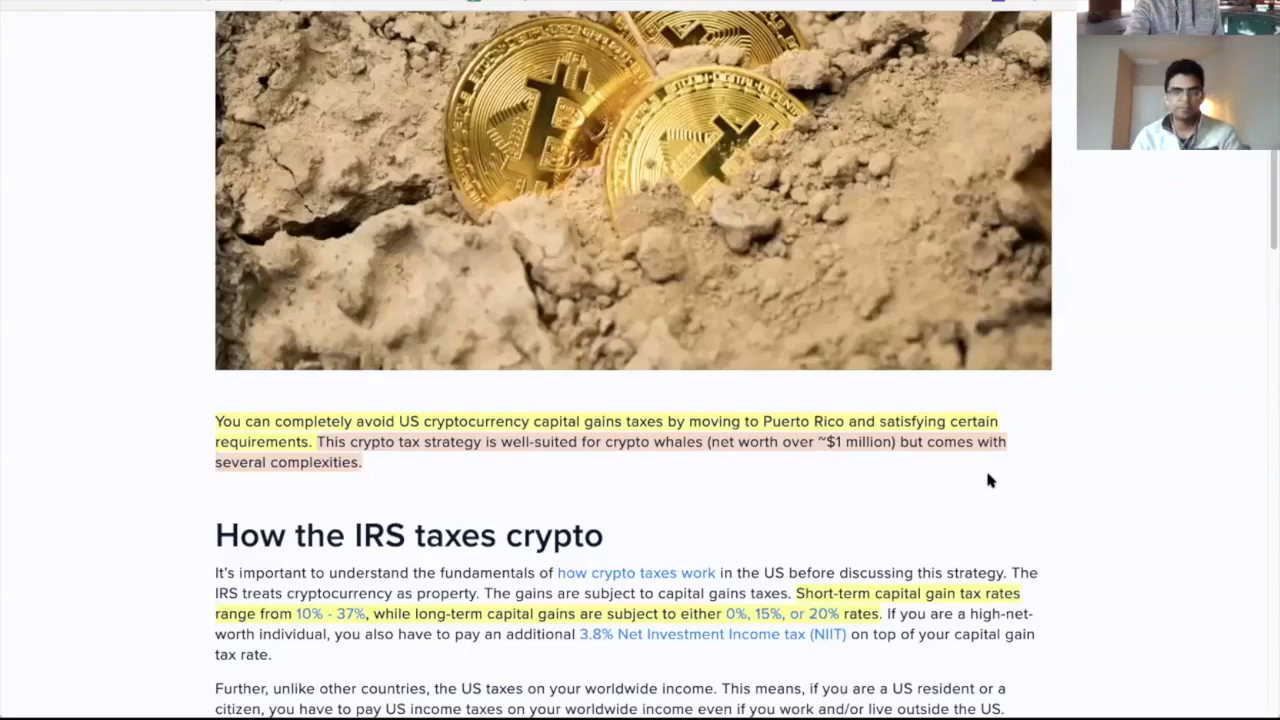 You can completely avoid US cryptocurrency capital gains taxes by moving to Puerto Rico and satisfying certain
requirements. This crypto tax strategy is well-suited for crypto whales (net worth over ~$1 million) but comes with
several complexities.
How the IRS taxes crypto
It’s important to understand the fundamentals of how crypto taxes work in the US before discussing this strategy. The
IRS treats cryptocurrency as property. The gains are subject to capital gains taxes. Short-term capital gain tax rates
range from 10% - 37%, while long-term capital gains are subject to either 0%, 15%, or 20% rates. If you are a high-net-
worth individual, you also have to pay an additional 3.8% Net Investment Income tax (NIIT) on top of your capital gain
tax rate.
Further, unlike other countries, the US taxes on your worldwide income. This means, if you are a US resident or a
citizen, you have to pay US income taxes on your worldwide income even if you work and/or live outside the US.